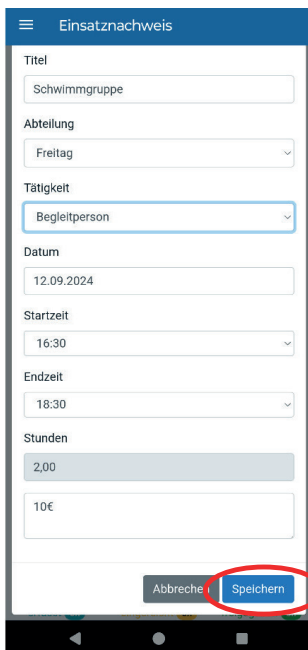 Einsatznachweis
Titel
Schwimmgruppe
Abteilung
Freitag
Tätigkeit
Begleitperson
Datum
12.09.2024
Startzeit
16:30
Endzeit
18:30
Stunden
2,00
10€
Abbrechen Speichern